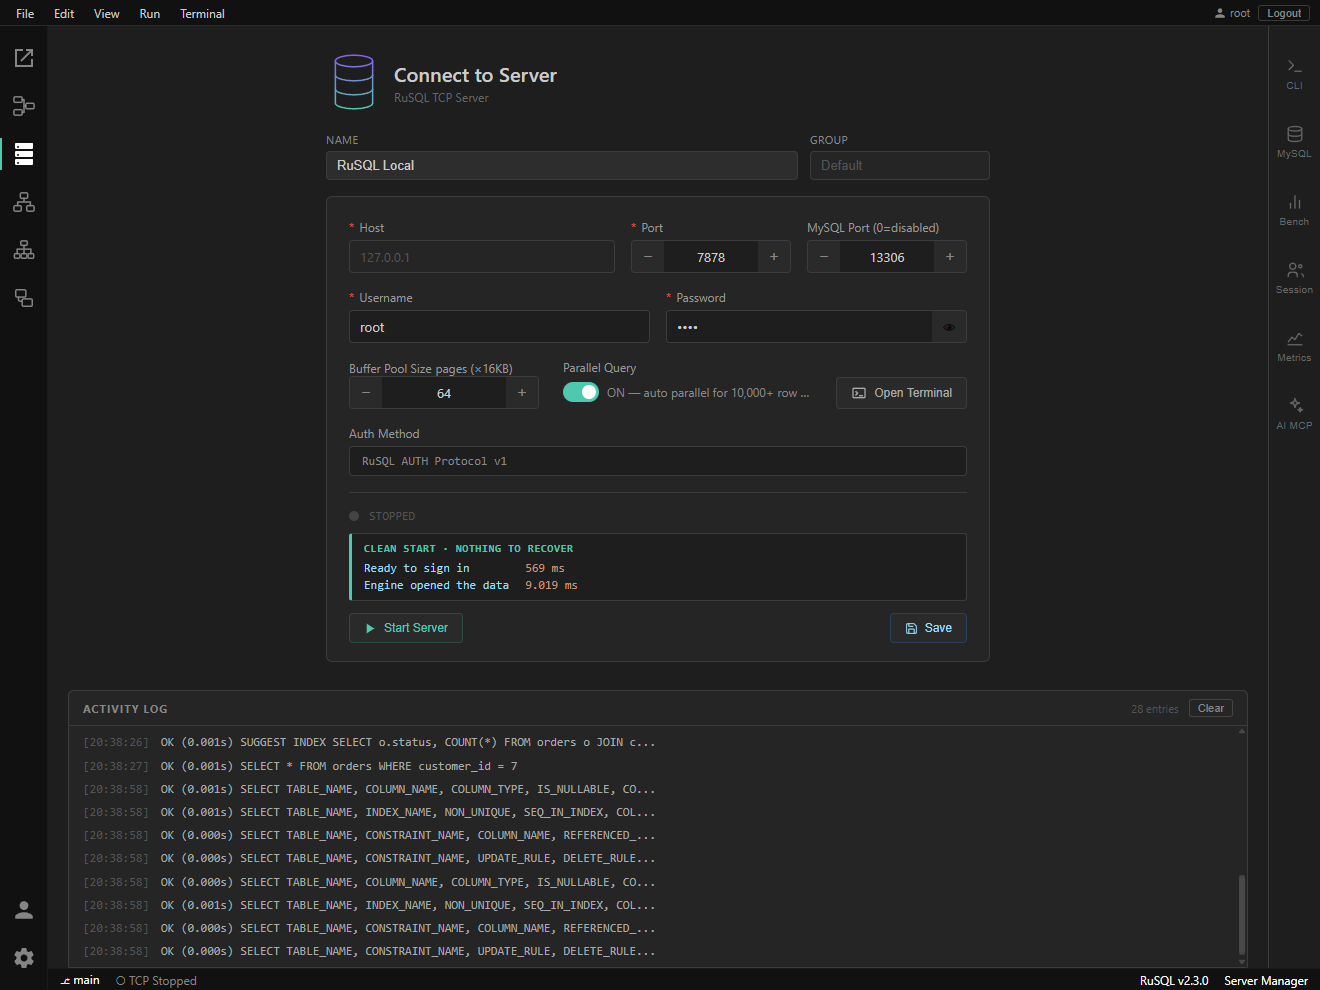 File Edit View Run Terminal
root Logout
Connect to Server
RuSQL TCP Server
NAME
RuSQL Local
GROUP
Default
* Host
127.0.0.1
* Port
− 7878 +
MySQL Port (0=disabled)
− 13306 +
* Username
root
* Password
••••
Buffer Pool Size pages (×16KB)
− 64 +
Parallel Query
ON — auto parallel for 10,000+ row ...
Open Terminal
Auth Method
RuSQL AUTH Protocol v1
STOPPED
CLEAN START · NOTHING TO RECOVER
Ready to sign in 569 ms
Engine opened the data 9.019 ms
Start Server
Save
CLI
MySQL
Bench
Session
Metrics
AI MCP
ACTIVITY LOG
28 entries Clear
[20:38:26] OK (0.001s) SUGGEST INDEX SELECT o.status, COUNT(*) FROM orders o JOIN c...
[20:38:27] OK (0.001s) SELECT * FROM orders WHERE customer_id = 7
[20:38:58] OK (0.001s) SELECT TABLE_NAME, COLUMN_NAME, COLUMN_TYPE, IS_NULLABLE, CO...
[20:38:58] OK (0.001s) SELECT TABLE_NAME, INDEX_NAME, NON_UNIQUE, SEQ_IN_INDEX, COL...
[20:38:58] OK (0.000s) SELECT TABLE_NAME, CONSTRAINT_NAME, COLUMN_NAME, REFERENCED_...
[20:38:58] OK (0.000s) SELECT TABLE_NAME, CONSTRAINT_NAME, UPDATE_RULE, DELETE_RULE...
[20:38:58] OK (0.000s) SELECT TABLE_NAME, COLUMN_NAME, COLUMN_TYPE, IS_NULLABLE, CO...
[20:38:58] OK (0.001s) SELECT TABLE_NAME, INDEX_NAME, NON_UNIQUE, SEQ_IN_INDEX, COL...
[20:38:58] OK (0.000s) SELECT TABLE_NAME, CONSTRAINT_NAME, COLUMN_NAME, REFERENCED_...
[20:38:58] OK (0.000s) SELECT TABLE_NAME, CONSTRAINT_NAME, UPDATE_RULE, DELETE_RULE...
main TCP Stopped
RuSQL v2.3.0 Server Manager